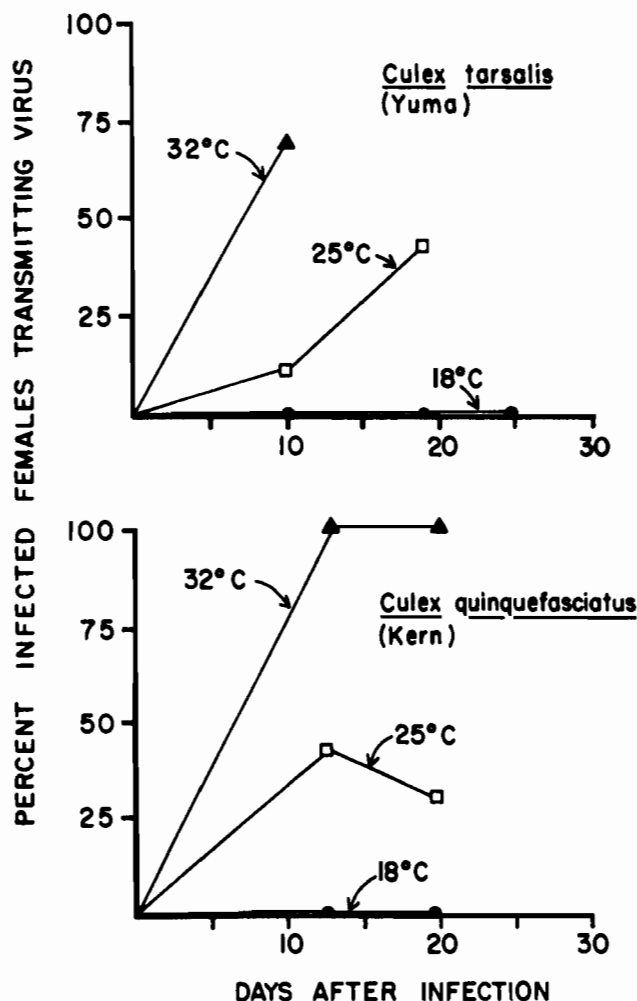 PERCENT INFECTED FEMALES TRANSMITTING VIRUS
100
75
50
25
Culex tarsalis
(Yuma)
32°C
25°C
18°C
10
20
30
100
75
50
25
32°C
Culex quinquefasciatus
(Kern)
25°C
18°C
10
20
30
DAYS AFTER INFECTION